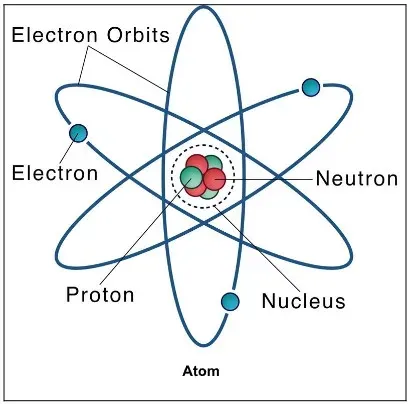 Electron Orbits
Electron
Neutron
Proton
Nucleus
Atom